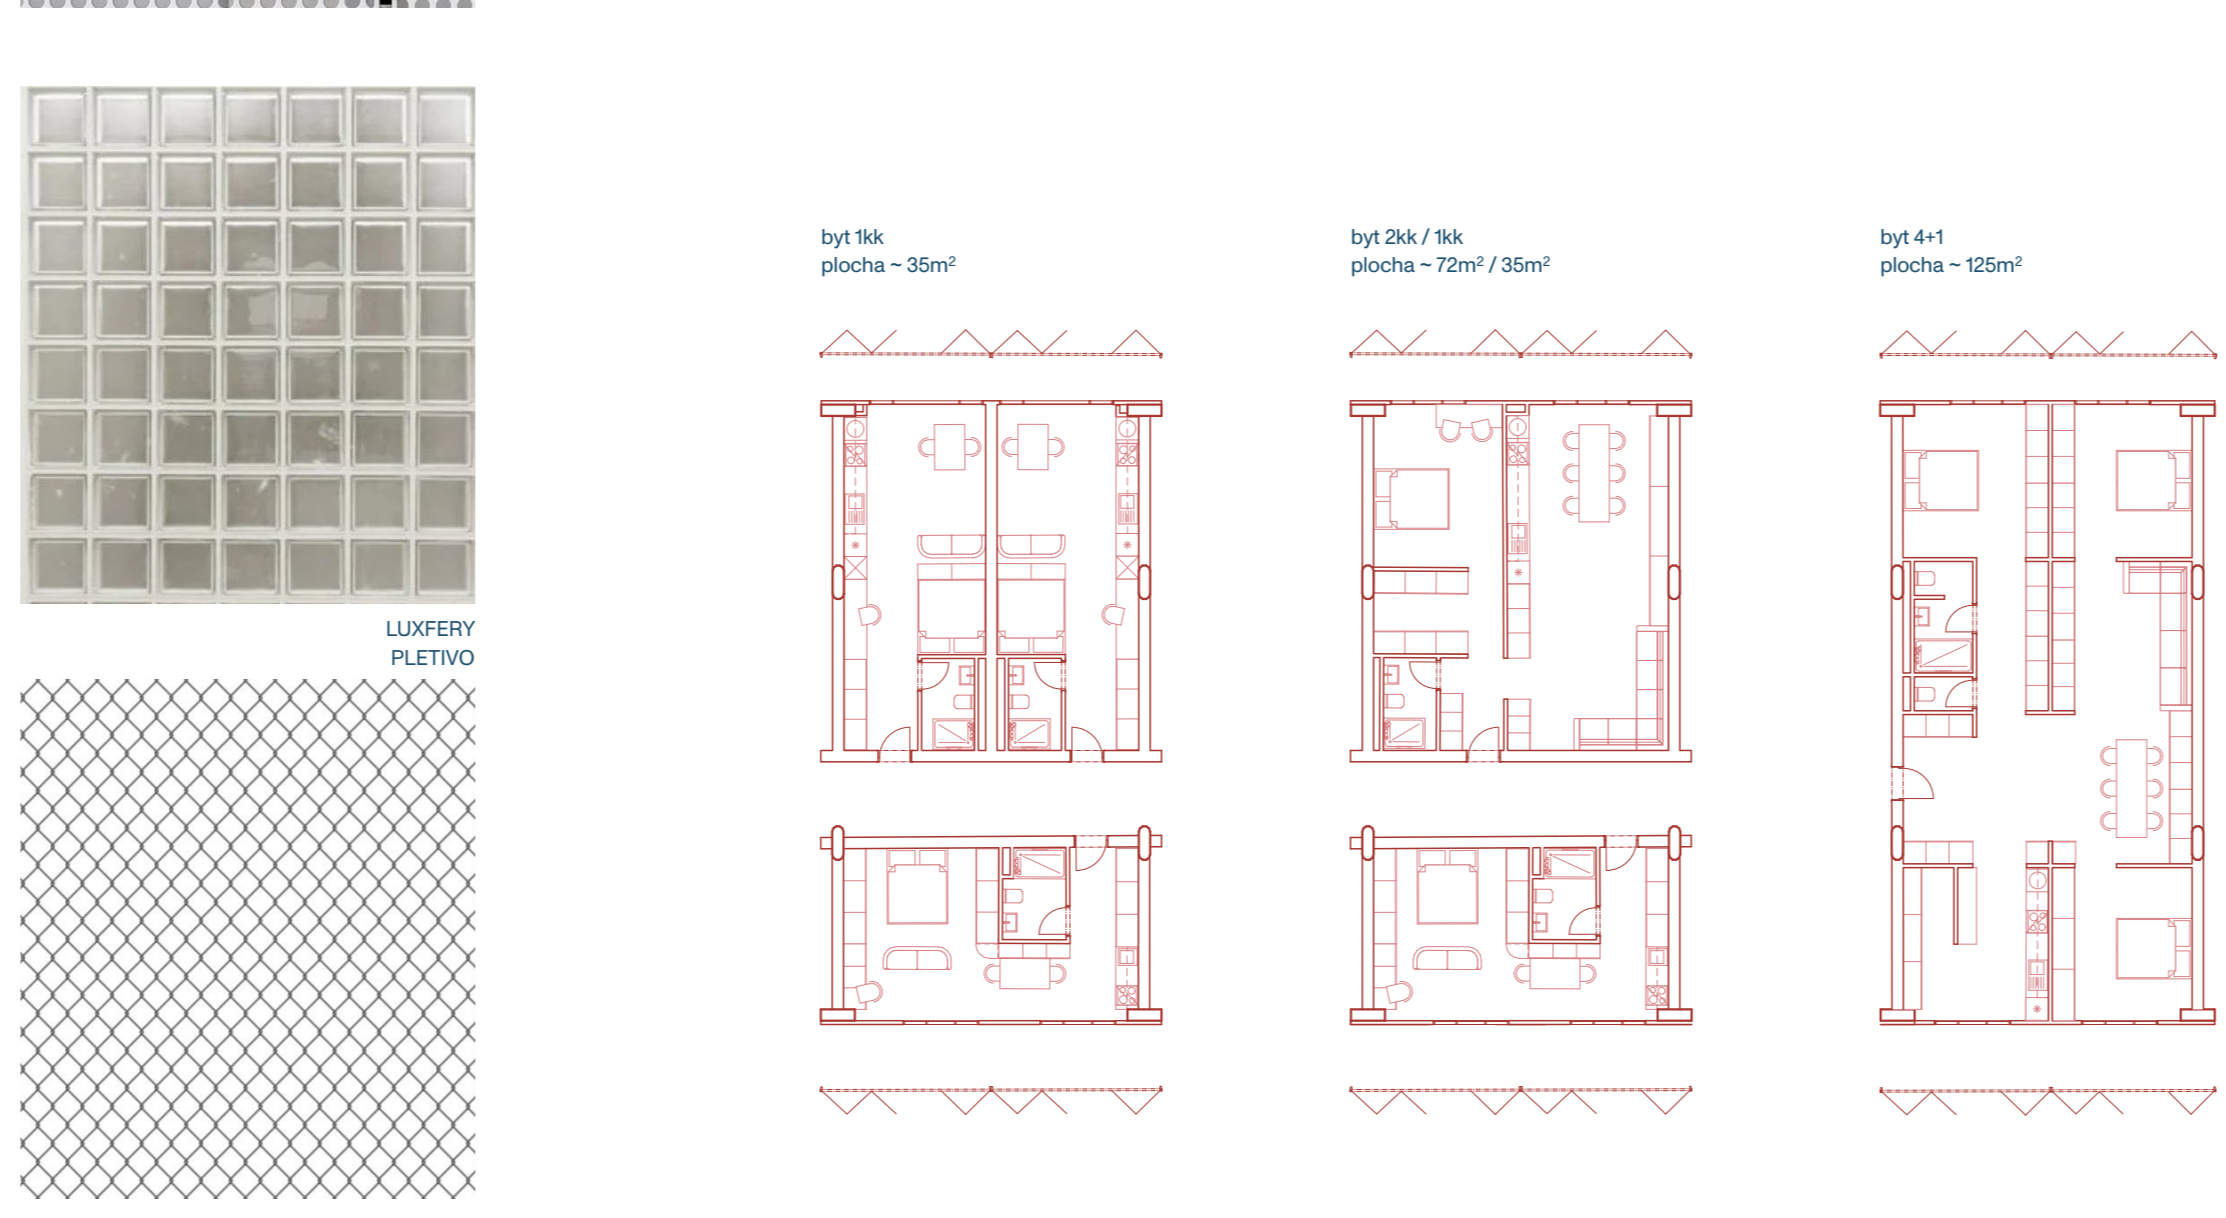 LUXFERY
PLETIVO
byt 1kk
plocha ~ 35m²
byt 2kk / 1kk
plocha ~ 72m² / 35m²
byt 4+1
plocha ~ 125m²